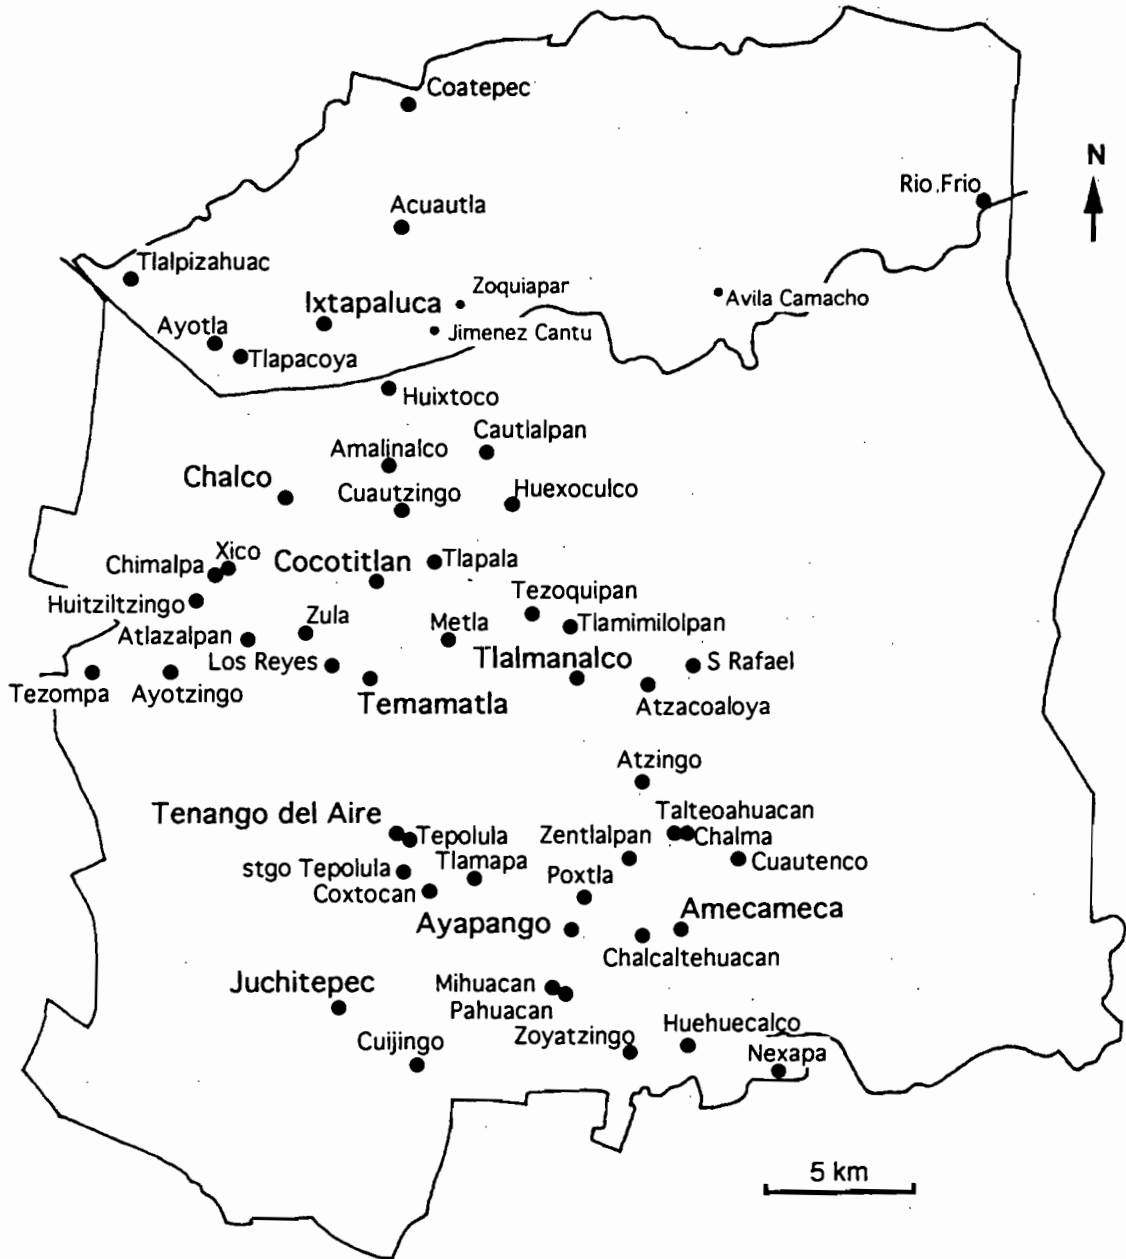 Coatepec
N
Rio.Frio
Acuautla
Tlalpizahuac
Zoquiapar
Avila Camacho
Ixtapaluca
Ayotla
Jimenez Cantu
Tlapacoya
Huixtoco
Cautlalpan
Amalinalco
Chalco
Cuautzingo
Huexoculco
Xico
Chimalpa
Cocotitlan
Tlapala
Huitziltzingo
Tezoquipan
Zula
Metla
Tlamimilolpan
Atlazalpan
Los Reyes
Tlalmanalco
S Rafael
Tezompa
Ayotzingo
Temamatla
Atzacoaloya
Atzingo
Tenango del Aire
Talteoahuacan
Tepolula
Zentlalpan
Chalma
stgo Tepolula
Tlamapa
Cuautenco
Coxtocan
Poxtla
Ayapango
Amecameca
Chalcaltehuacan
Juchitepec
Mihuacan
Pahuacan
Zoyatzingo
Huehuecalco
Cuijingo
Nexapa
5 km